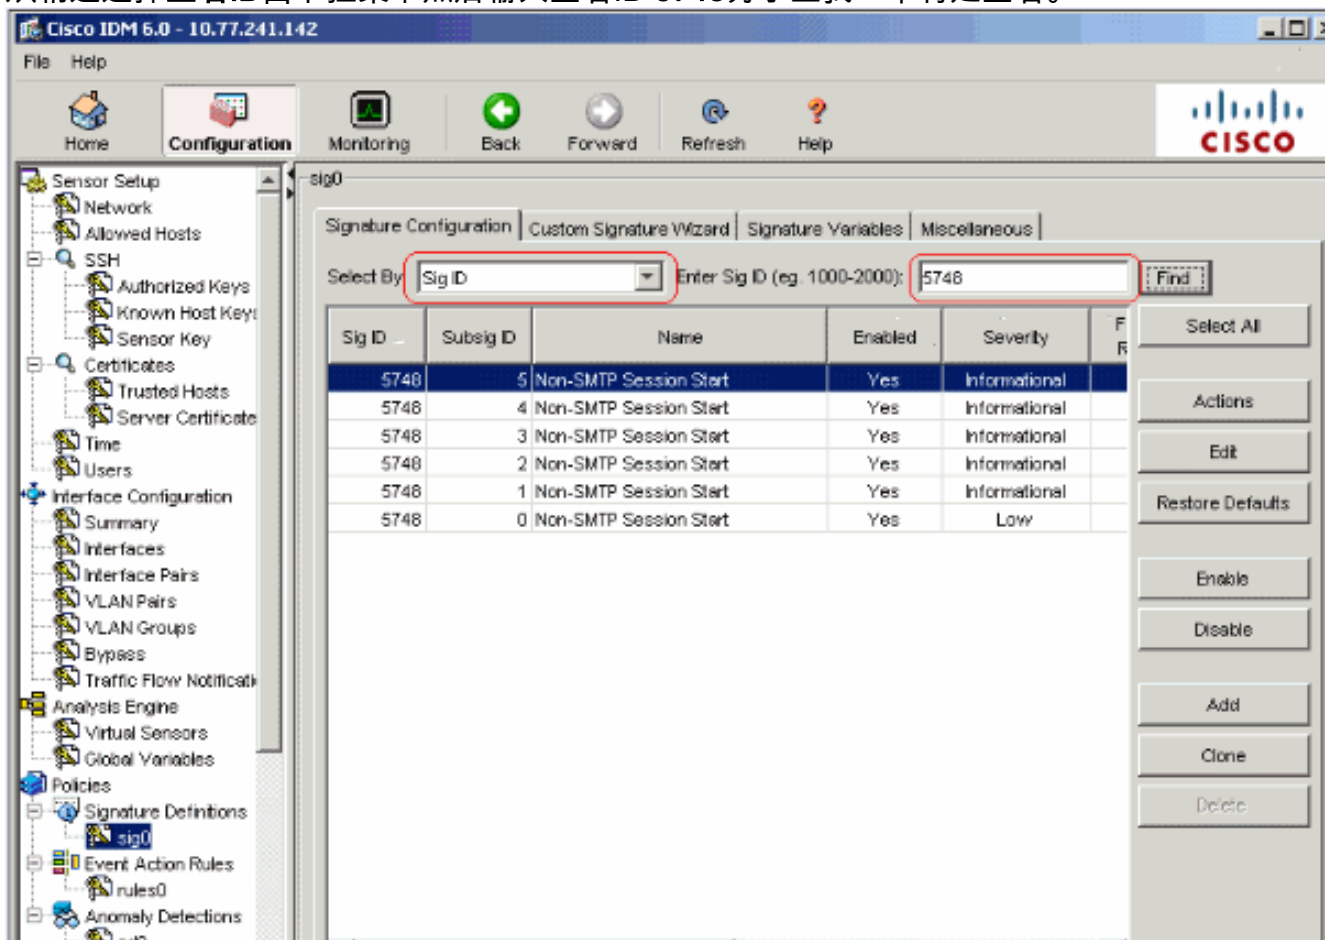 Cisco IDM 6.0 - 10.77.241.142
File Help
Home Configuration Monitoring Back Forward Refresh Help
CISCO
Sensor Setup
Network
Allowed Hosts
SSH
Authorized Keys
Known Host Key
Sensor Key
Certificates
Trusted Hosts
Server Certificate
Time
Users
Interface Configuration
Summary
Interfaces
Interface Pairs
VLAN Pairs
VLAN Groups
Bypass
Traffic Flow Notificati
Analysis Engine
Virtual Sensors
Global Variables
Policies
Signature Definitions
sig0
Event Action Rules
rules0
Anomaly Detections
sig0
Signature Configuration Custom Signature Wizard Signature Variables Miscellaneous
Select By Sig ID Enter Sig ID (eg. 1000-2000): 5748 Find
Sig ID Subsig ID Name Enabled Severity F R
5748 5 Non-SMTP Session Start Yes Informational
5748 4 Non-SMTP Session Start Yes Informational
5748 3 Non-SMTP Session Start Yes Informational
5748 2 Non-SMTP Session Start Yes Informational
5748 1 Non-SMTP Session Start Yes Informational
5748 0 Non-SMTP Session Start Yes Low
Select All
Actions
Edit
Restore Defaults
Enable
Disable
Add
Clone
Delete